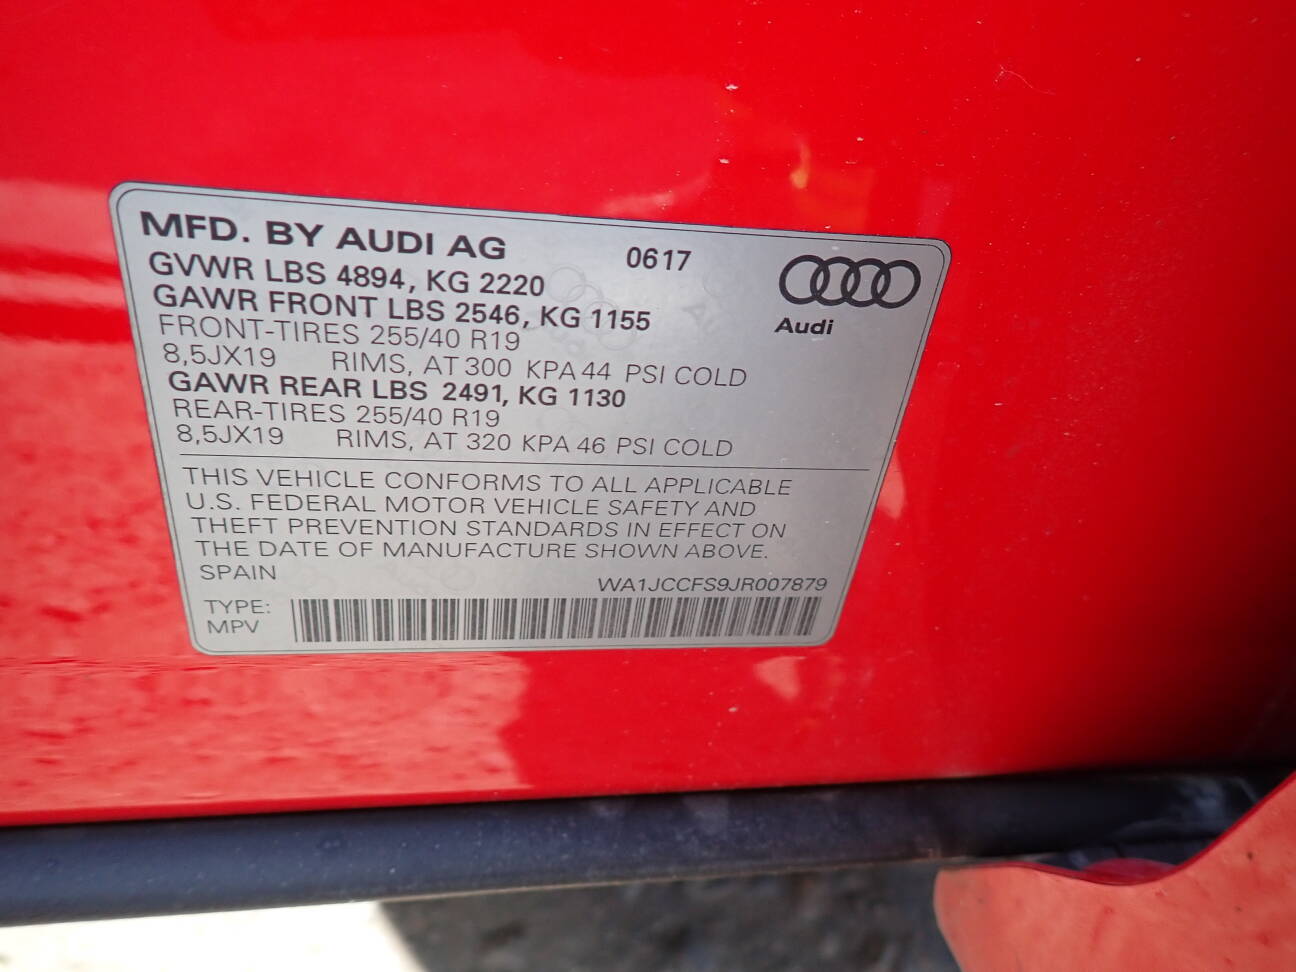 MFD. BY AUDI AG 0617
GVWR LBS 4894, KG 2220
GAWR FRONT LBS 2546, KG 1155
Audi
FRONT-TIRES 255/40 R19
8,5JX19 RIMS, AT 300 KPA 44 PSI COLD
GAWR REAR LBS 2491, KG 1130
REAR-TIRES 255/40 R19
8,5JX19 RIMS, AT 320 KPA 46 PSI COLD
THIS VEHICLE CONFORMS TO ALL APPLICABLE
U.S. FEDERAL MOTOR VEHICLE SAFETY AND
THEFT PREVENTION STANDARDS IN EFFECT ON
THE DATE OF MANUFACTURE SHOWN ABOVE.
SPAIN WA1JCCFS9JR007879
TYPE:
MPV